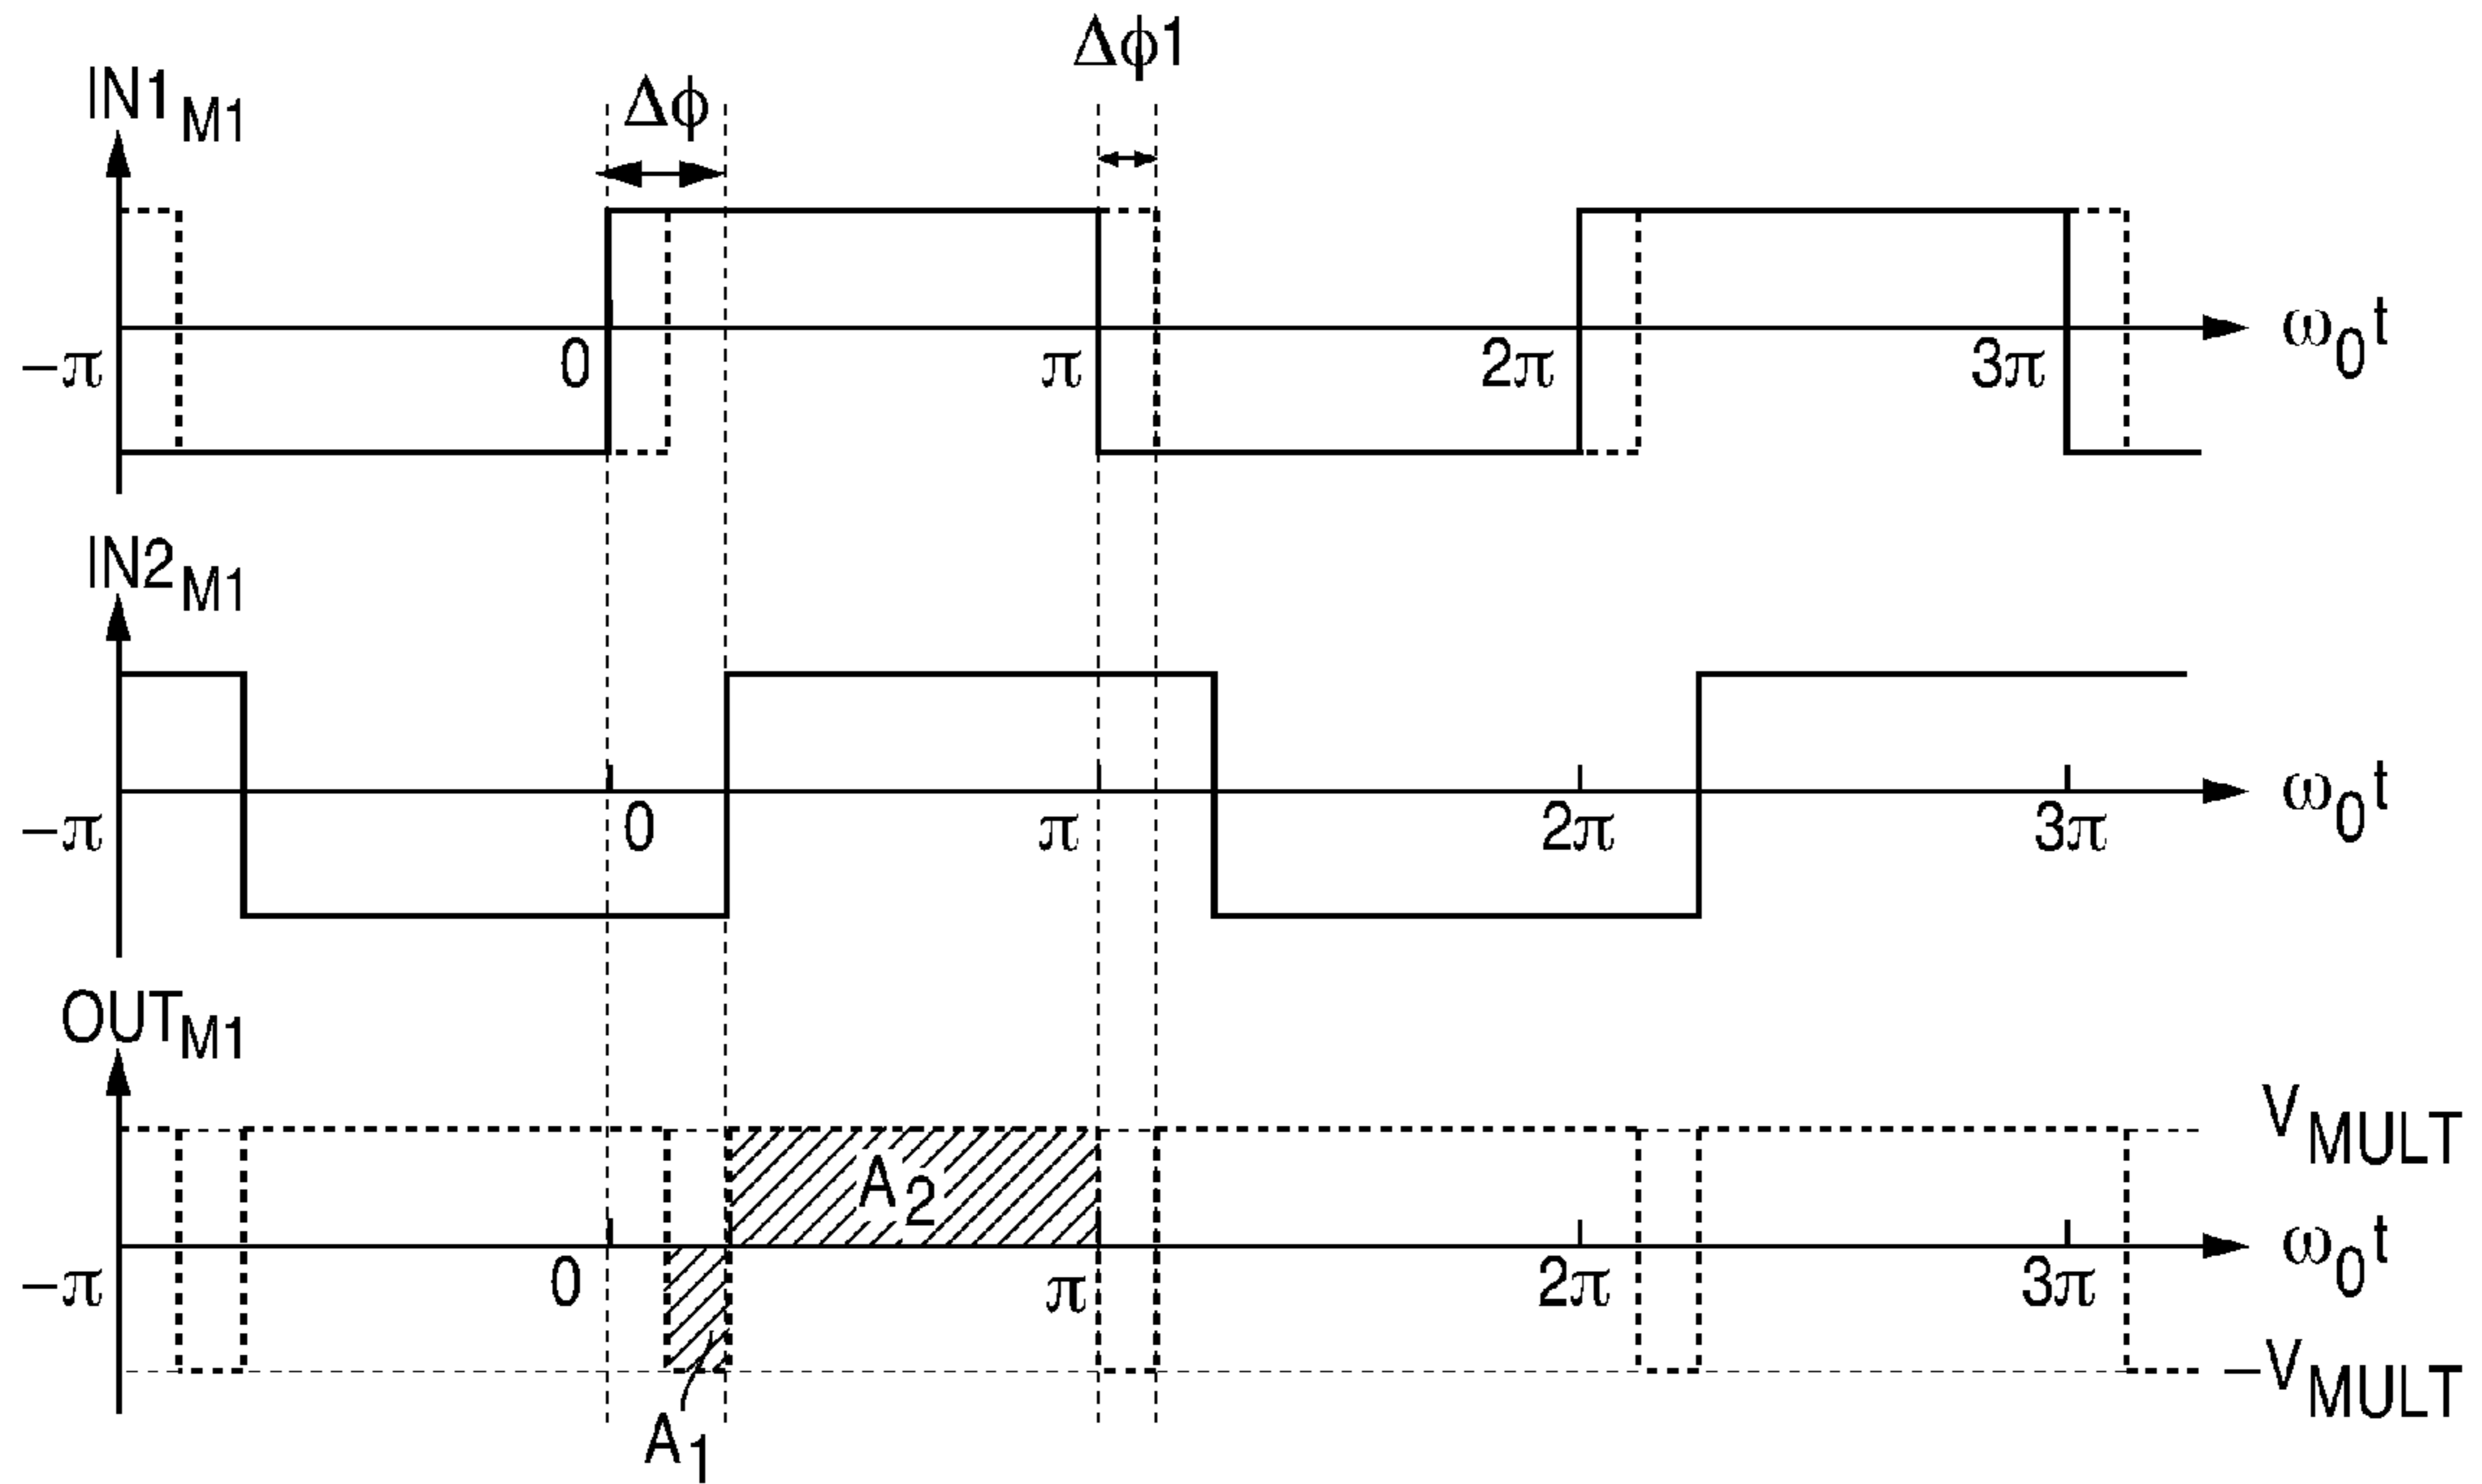 Δϕ1
Δϕ
IN1M1
−π 0 π 2π 3π ω0t
IN2M1
−π 0 π 2π 3π ω0t
OUTM1
VMULT
A2
−π 0 π 2π 3π ω0t
−VMULT
A1